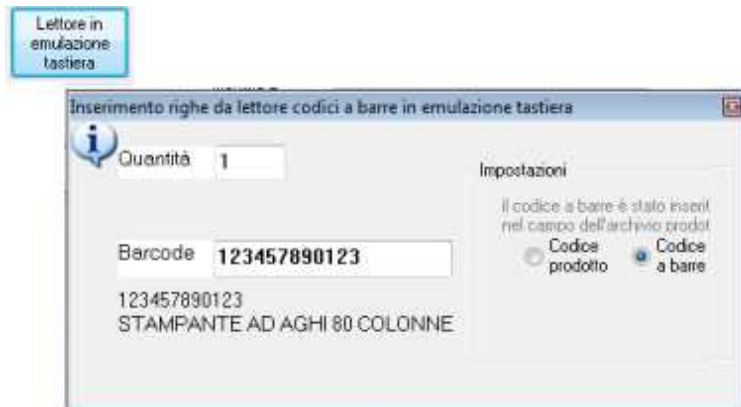 Lettore in
emulazione
tastiera
Inserimento righe da lettore codici a barre in emulazione tastiera
Quantità 1
Impostazioni
Il codice a barre è stato inserit
nel campo dell'archivio prodot
Codice
prodotto
Codice
a barre
Barcode 123457890123
123457890123
STAMPANTE AD AGHI 80 COLONNE